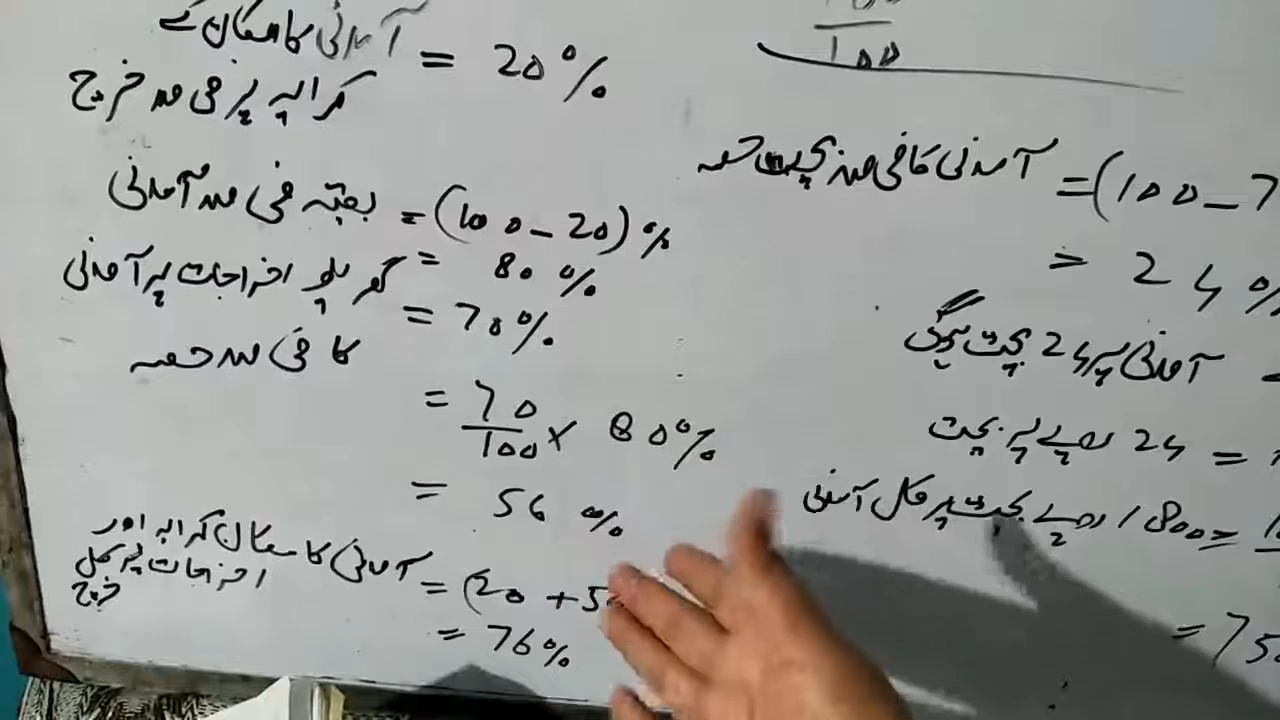 آمدنی کا مکان کے = 20%
کرایہ پر فی صد خرچ
بقیہ فی صد آمدنی = (100 - 20) %
= 80 %
گھریلو اخراجات پر آمدنی = 70%
کا فی صد حصہ
= 70/100 × 80%
= 56 %
آمدنی کا مکان کرایہ اور
اخراجات پر کل = (20 + 5
خرچ
= 76%
100
آمدنی کا فی صد بچت حصہ = (100 - 7
= 24%
آمدنی پر 24 بچت ہوگی
24 روپے پر بچت =
1800 روپے بچت پر کل آمدنی =
= 75